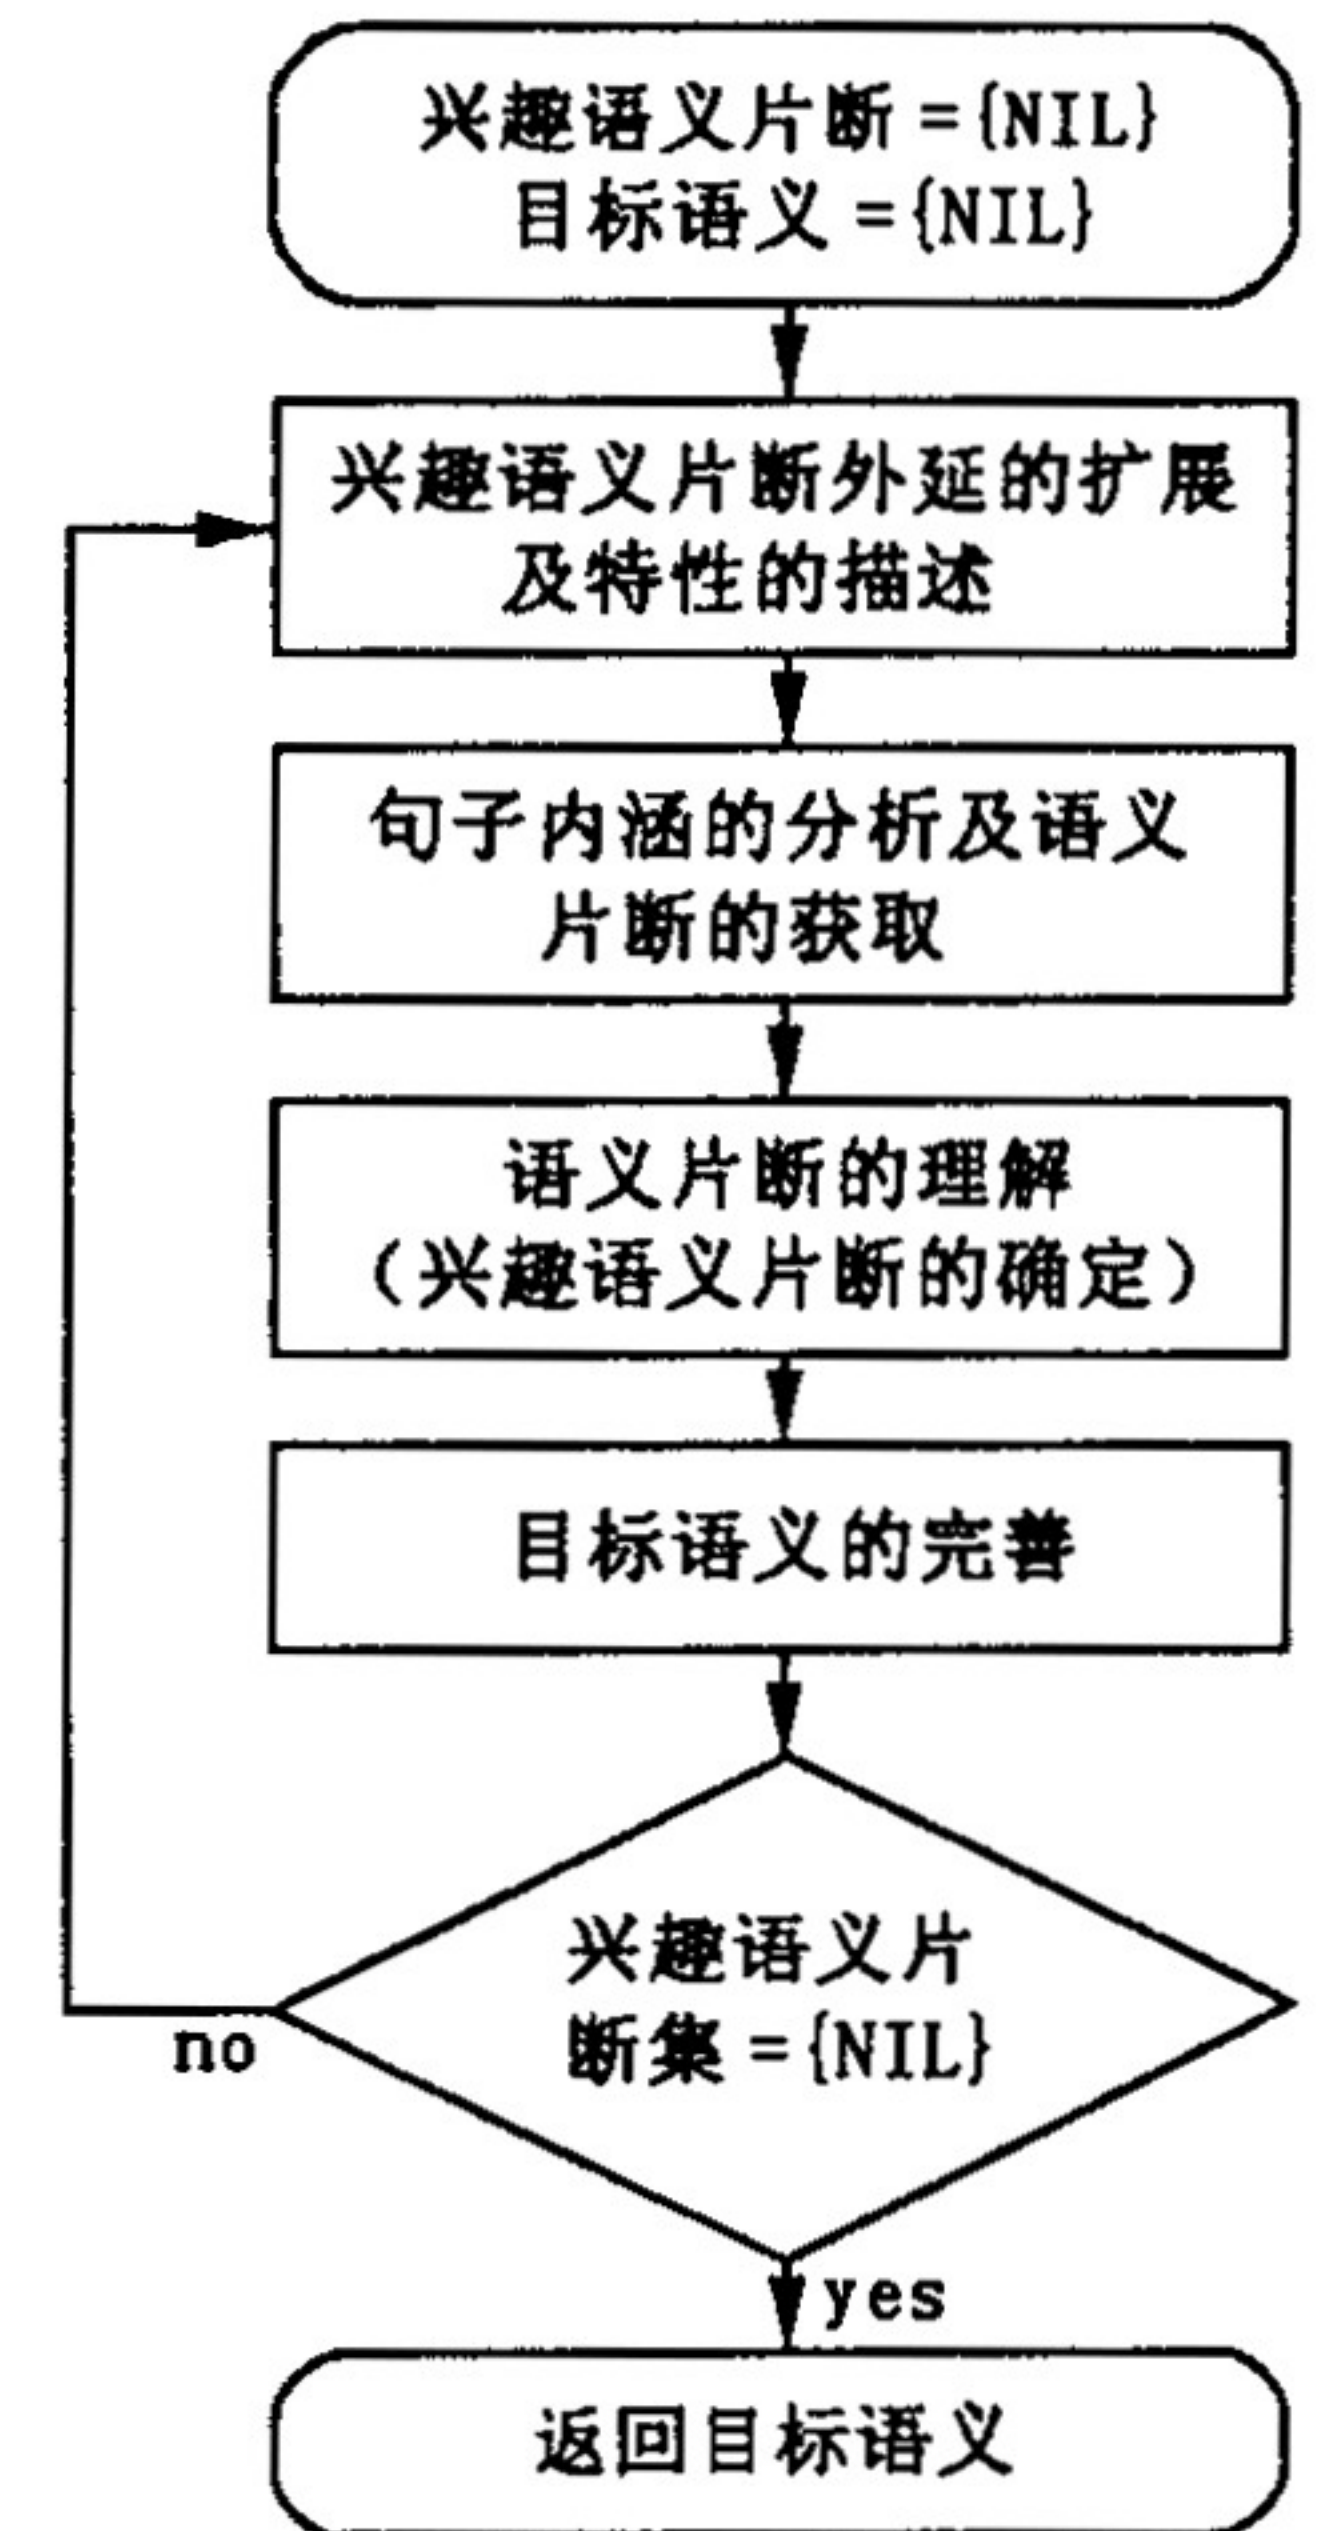 兴趣语义片断={NIL}
目标语义={NIL}
兴趣语义片断外延的扩展
及特性的描述
句子内涵的分析及语义
片断的获取
语义片断的理解
（兴趣语义片断的确定）
目标语义的完善
兴趣语义片
断集={NIL}
no
yes
返回目标语义